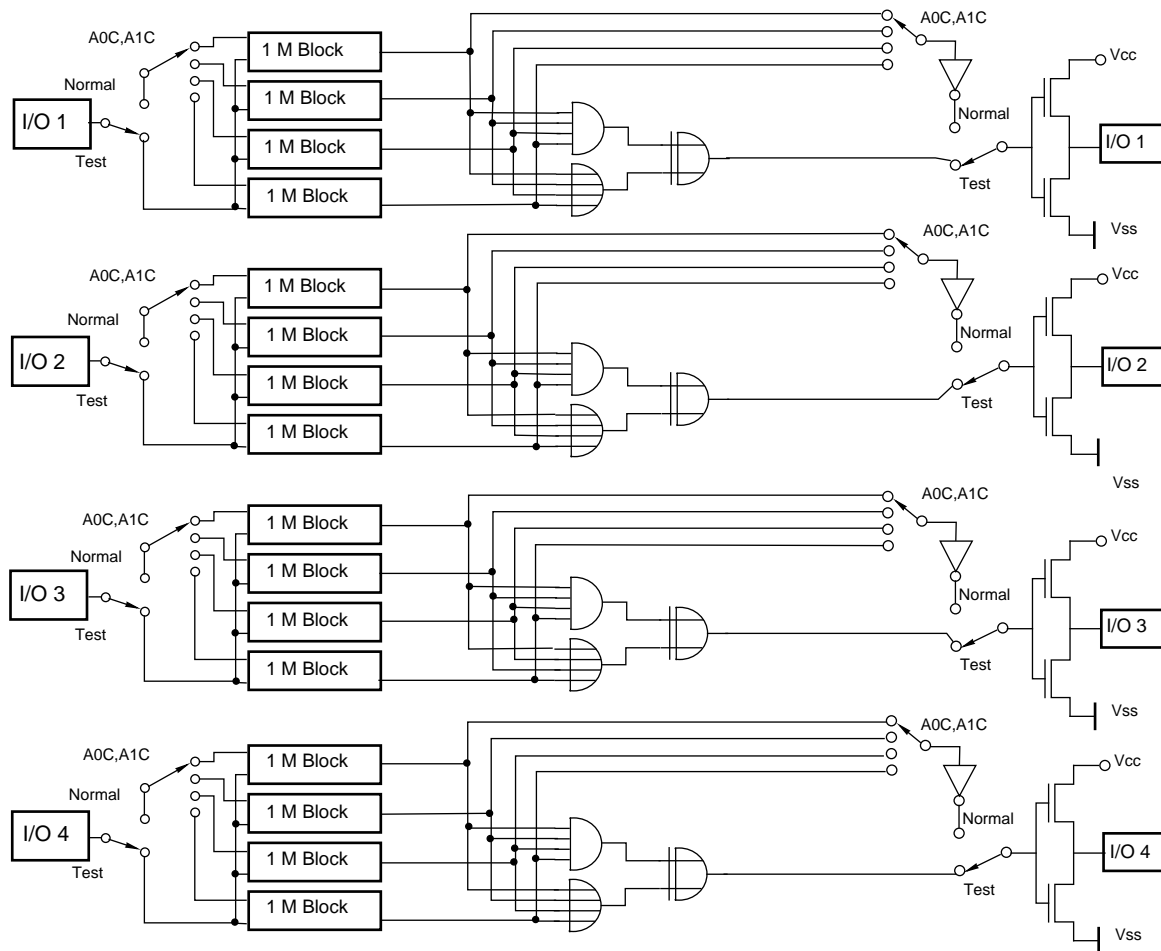 A0C,A1C
1 M Block
A0C,A1C
Vcc
Normal
1 M Block
Normal
I/O 1
1 M Block
I/O 1
Test
Test
1 M Block
Vss
A0C,A1C
A0C,A1C
1 M Block
Vcc
Normal
1 M Block
Normal
I/O 2
1 M Block
I/O 2
Test
Test
1 M Block
Vss
A0C,A1C
A0C,A1C
1 M Block
Vcc
Normal
1 M Block
Normal
I/O 3
1 M Block
I/O 3
Test
Test
1 M Block
Vss
A0C,A1C
A0C,A1C
1 M Block
Vcc
Normal
1 M Block
Normal
I/O 4
1 M Block
I/O 4
Test
Test
1 M Block
Vss